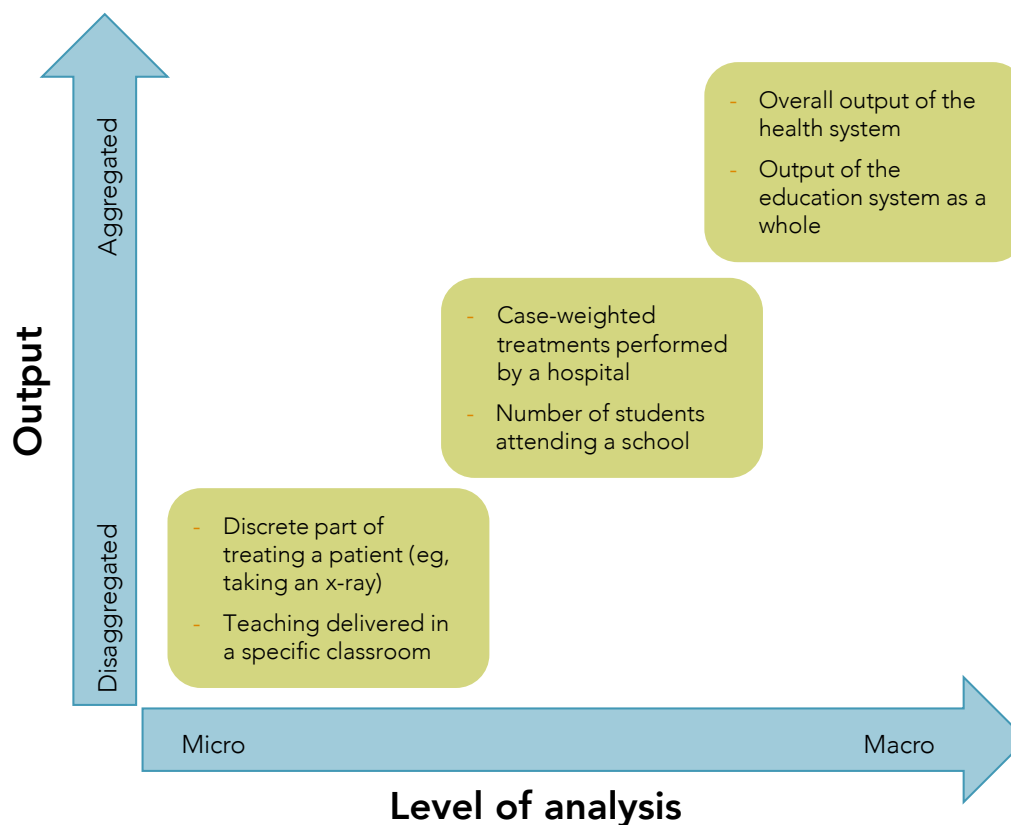 Output
Aggregated
Disaggregated
- Overall output of the
health system
- Output of the
education system as a
whole
- Case-weighted
treatments performed
by a hospital
- Number of students
attending a school
- Discrete part of
treating a patient (eg,
taking an x-ray)
- Teaching delivered in
a specific classroom
Micro
Macro
Level of analysis